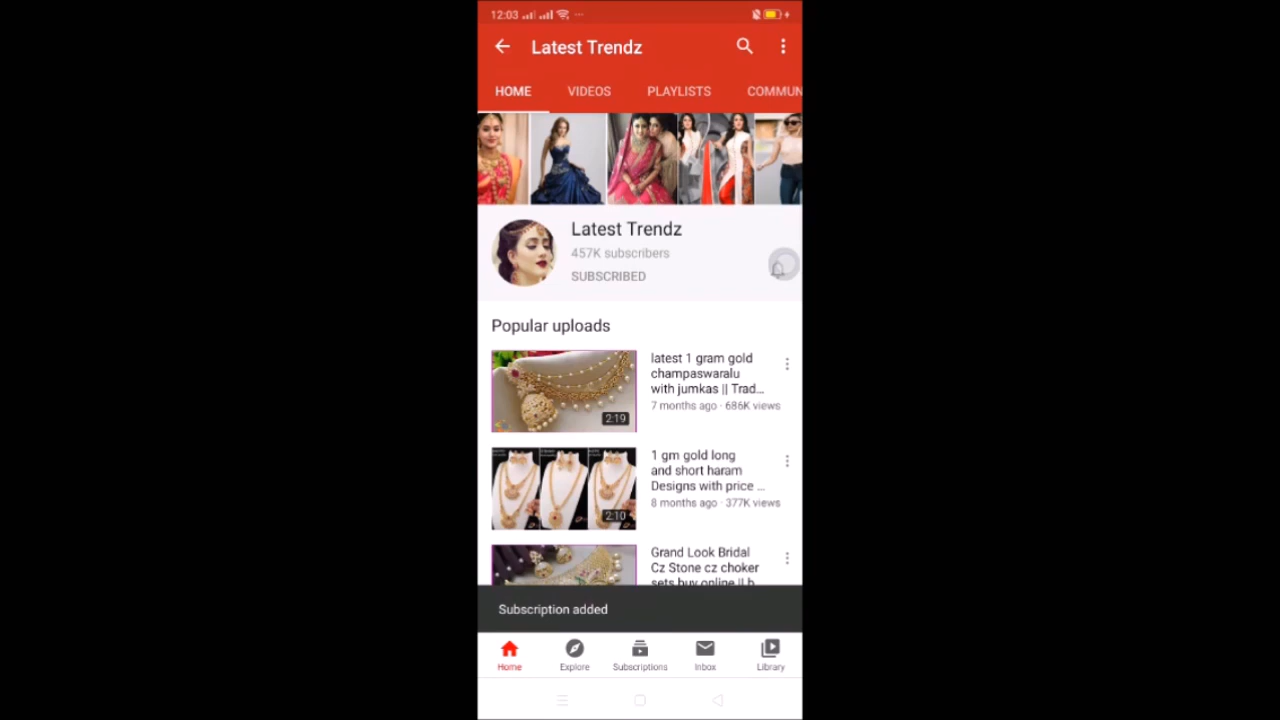 12:03
Latest Trendz
HOME VIDEOS PLAYLISTS COMMUN
Latest Trendz
457K subscribers
SUBSCRIBED
Popular uploads
latest 1 gram gold
champaswaralu
with jumkas || Trad...
7 months ago · 686K views
2:19
1 gm gold long
and short haram
Designs with price ...
8 months ago · 377K views
2:10
Grand Look Bridal
Cz Stone cz choker
sets buy online ||
Subscription added
Home Explore Subscriptions Inbox Library